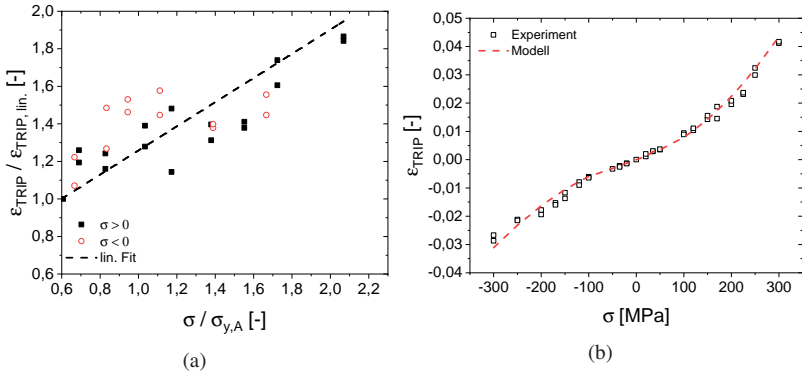 2,0
1,8
1,6
1,4
1,2
1,0
0,8
0,6
ε_TRIP / ε_TRIP, lin. [-]
σ > 0
σ < 0
lin. Fit
0,6 0,8 1,0 1,2 1,4 1,6 1,8 2,0 2,2
σ / σ_y,A [-]
(a)
0,05
0,04
0,03
0,02
0,01
0,00
-0,01
-0,02
-0,03
0,04
ε_TRIP [-]
Experiment
Modell
-300 -200 -100 0 100 200 300
σ [MPa]
(b)